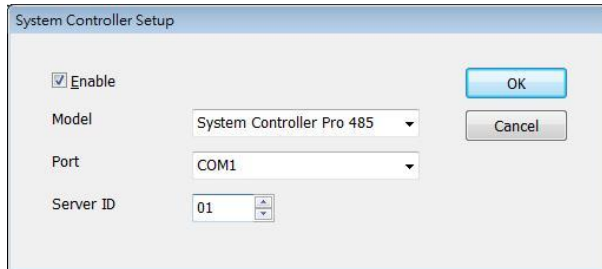 System Controller Setup
Enable
OK
Model
System Controller Pro 485
Cancel
Port
COM1
Server ID
01